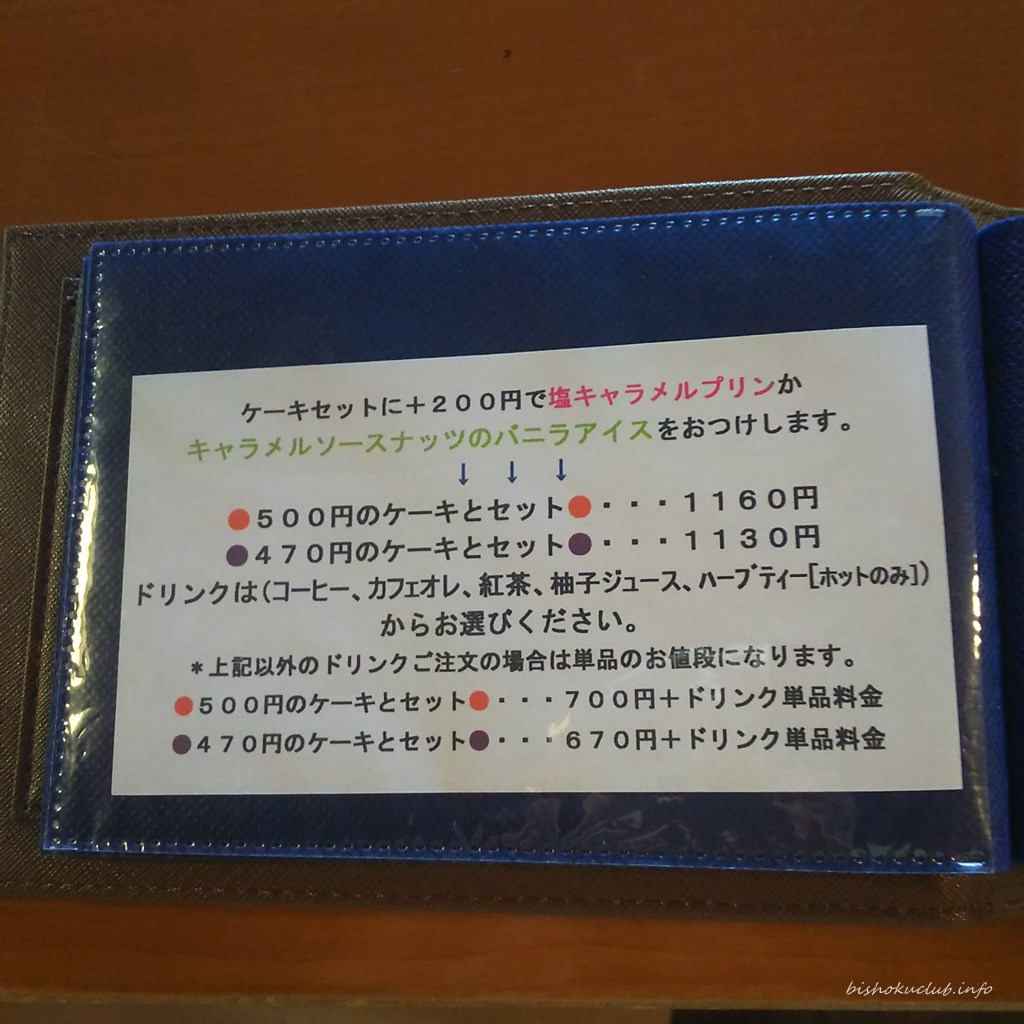 ケーキセットに＋２００円で塩キャラメルプリンか
キャラメルソースナッツのバニラアイスをおつけします。
↓ ↓ ↓
●５００円のケーキとセット●・・・１１６０円
●４７０円のケーキとセット●・・・１１３０円
ドリンクは(コーヒー、カフェオレ、紅茶、柚子ジュース、ハーブティー[ホットのみ])
からお選びください。
＊上記以外のドリンクご注文の場合は単品のお値段になります。
●５００円のケーキとセット●・・・７００円＋ドリンク単品料金
●４７０円のケーキとセット●・・・６７０円＋ドリンク単品料金
bishokuclub.info